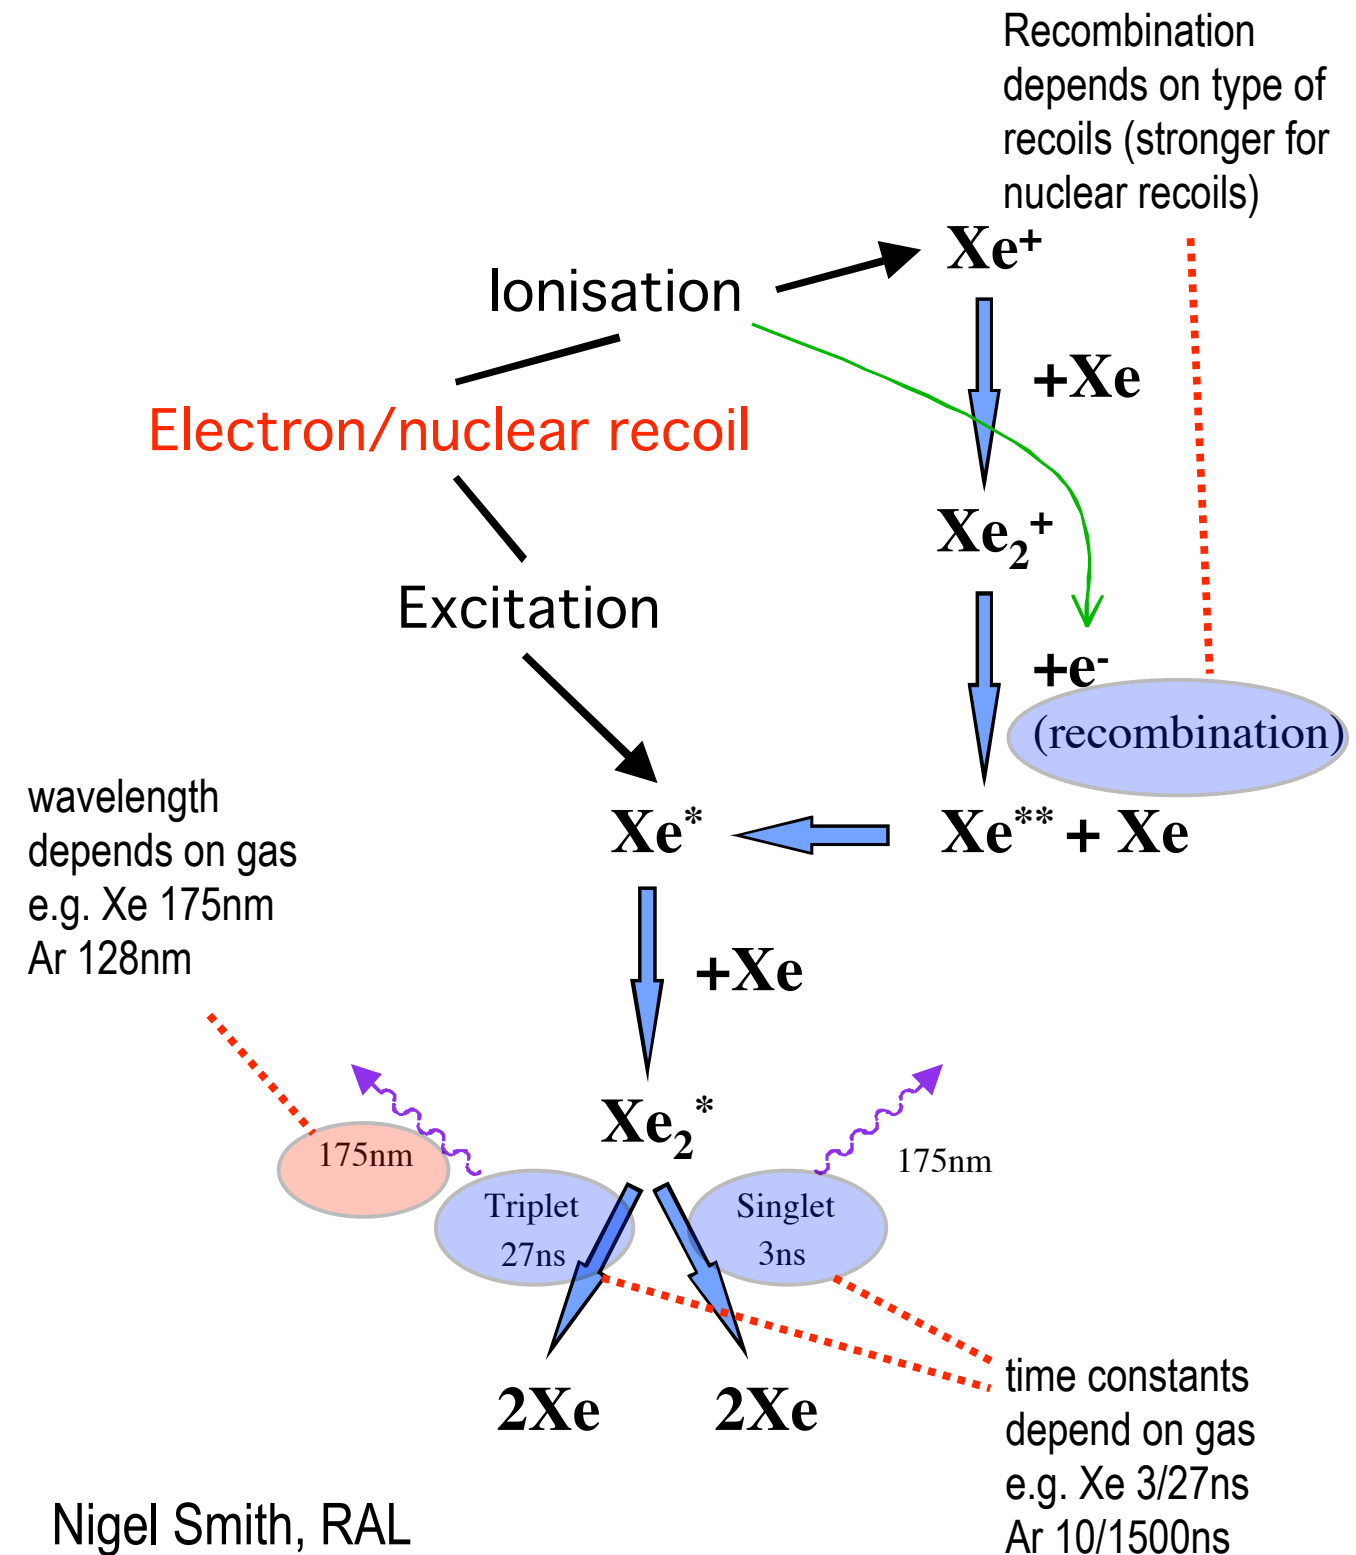 Recombination
depends on type of
recoils (stronger for
nuclear recoils)
Xe⁺
Ionisation
+Xe
Electron/nuclear recoil
Xe₂⁺
Excitation
+e⁻
(recombination)
wavelength
depends on gas
e.g. Xe 175nm
Ar 128nm
Xe*
Xe** + Xe
+Xe
Xe₂*
175nm
175nm
Triplet
27ns
Singlet
3ns
2Xe
2Xe
time constants
depend on gas
e.g. Xe 3/27ns
Ar 10/1500ns
Nigel Smith, RAL